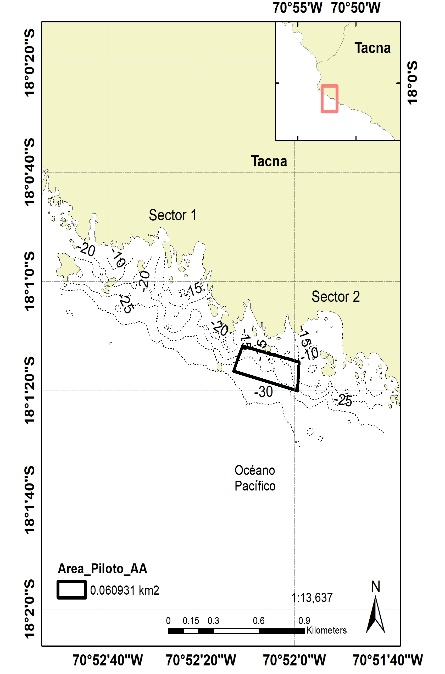 70°55'W 70°50'W
Tacna
18°0'S
18°0'20"S
Tacna
18°0'40"S
Sector 1
-20
-10
-20
-15
-25
18°1'0"S
Sector 2
-20
-15
-10
-30
-25
18°1'20"S
Océano
Pacífico
18°1'40"S
Area_Piloto_AA
0.060931 km2
1:13,637
N
0 0.15 0.3 0.6 0.9
Kilometers
18°2'0"S
70°52'40"W 70°52'20"W 70°52'0"W 70°51'40"W